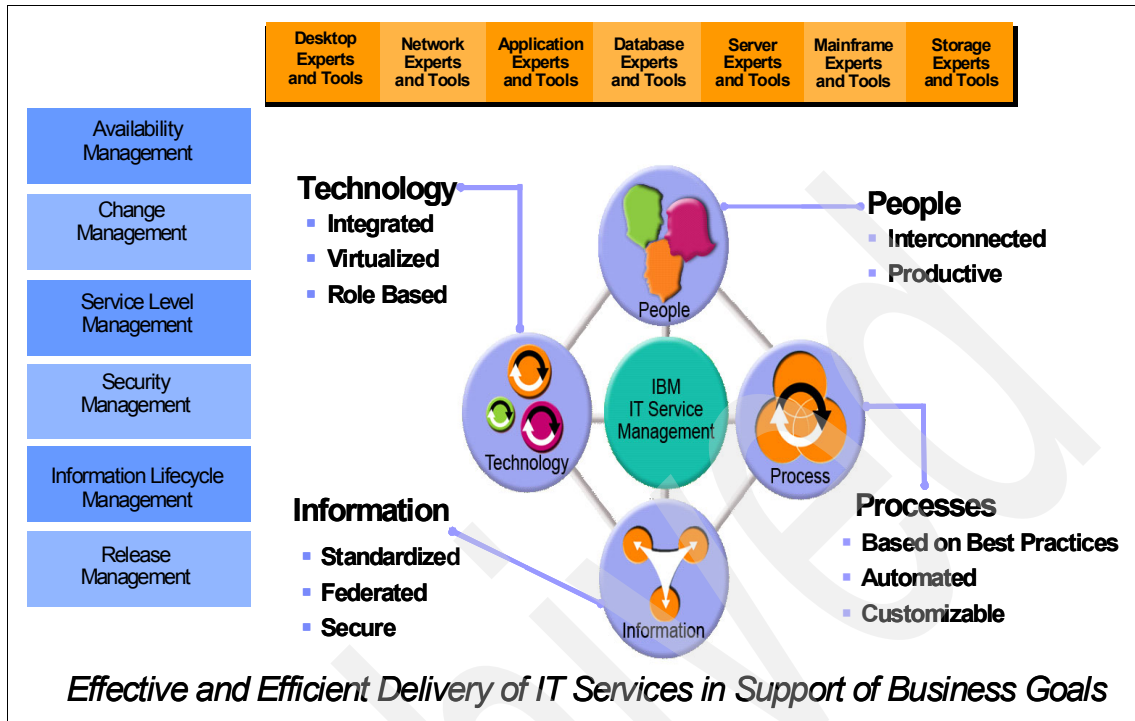 Desktop
Experts
and Tools
Network
Experts
and Tools
Application
Experts
and Tools
Database
Experts
and Tools
Server
Experts
and Tools
Mainframe
Experts
and Tools
Storage
Experts
and Tools
Availability
Management
Change
Management
Service Level
Management
Security
Management
Information Lifecycle
Management
Release
Management
Technology
▪ Integrated
▪ Virtualized
▪ Role Based
People
▪ Interconnected
▪ Productive
People
Technology
IBM
IT Service
Management
Process
Information
Information
▪ Standardized
▪ Federated
▪ Secure
Processes
▪ Based on Best Practices
▪ Automated
▪ Customizable
Effective and Efficient Delivery of IT Services in Support of Business Goals